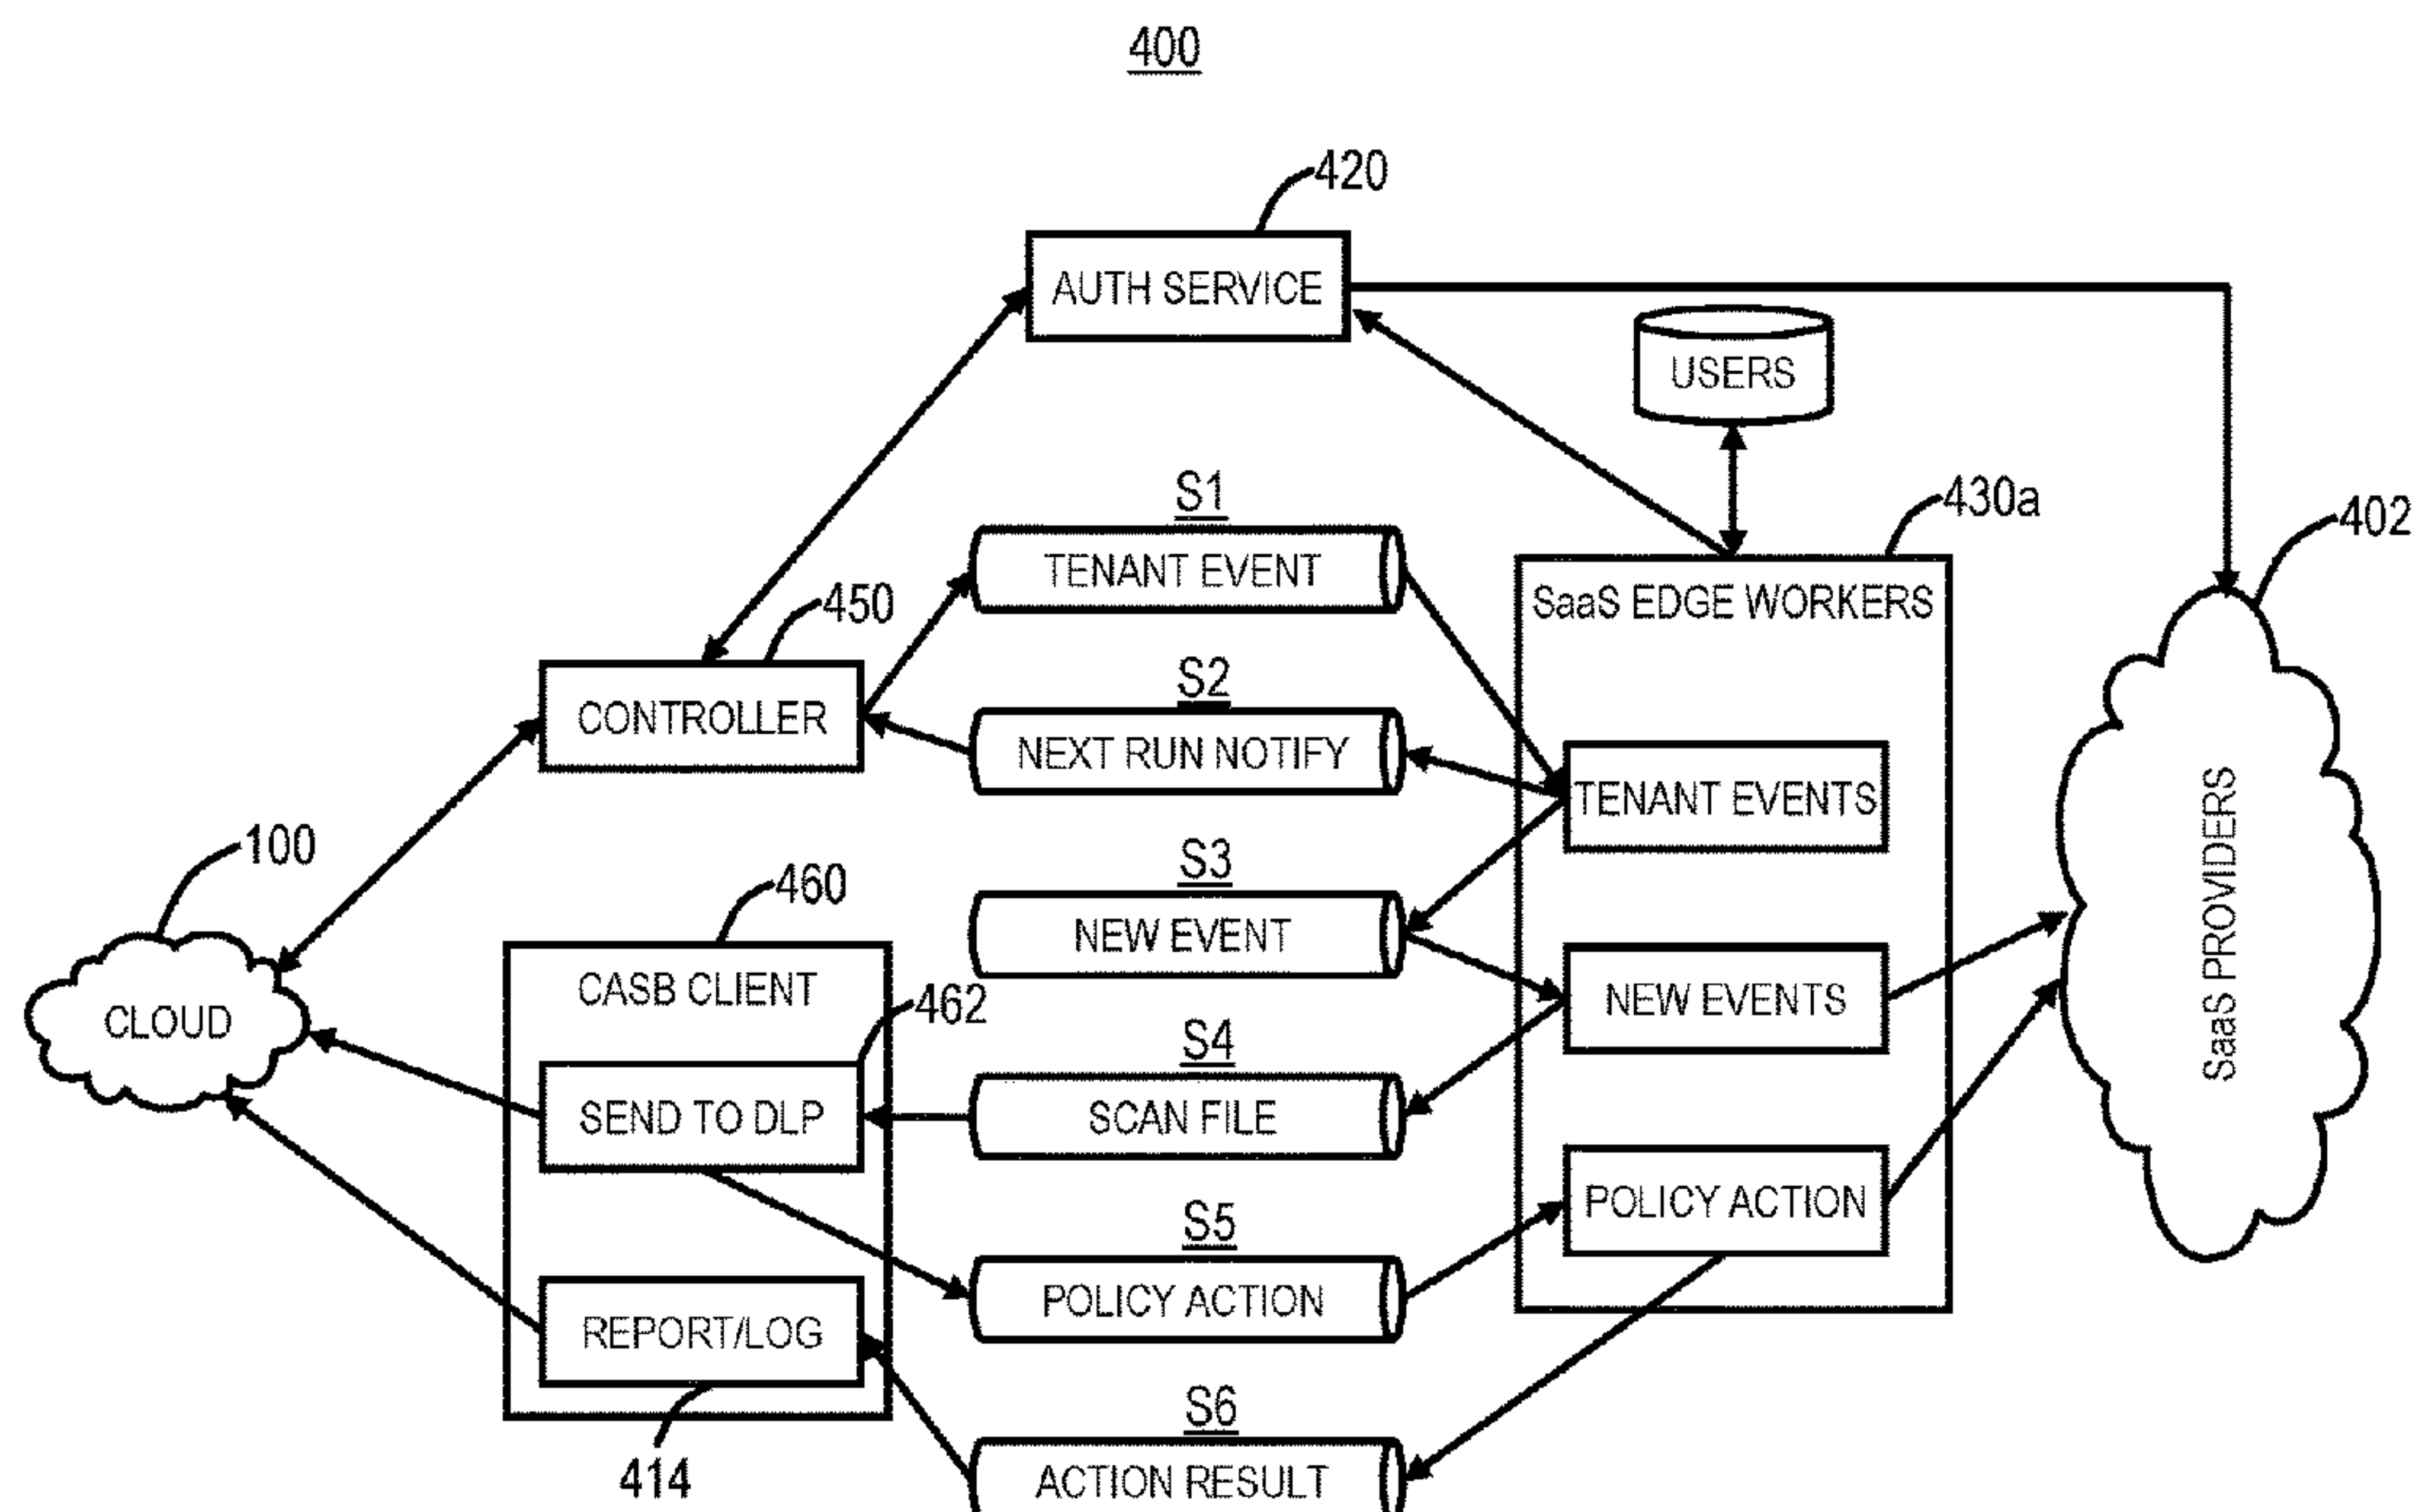 400
420
AUTH SERVICE
USERS
S1
430a
402
TENANT EVENT
SaaS EDGE WORKERS
450
S2
CONTROLLER
NEXT RUN NOTIFY
TENANT EVENTS
SaaS PROVIDERS
100
460
S3
NEW EVENT
CASB CLIENT
462
NEW EVENTS
CLOUD
S4
SEND TO DLP
SCAN FILE
POLICY ACTION
S5
POLICY ACTION
REPORT/LOG
S6
414
ACTION RESULT